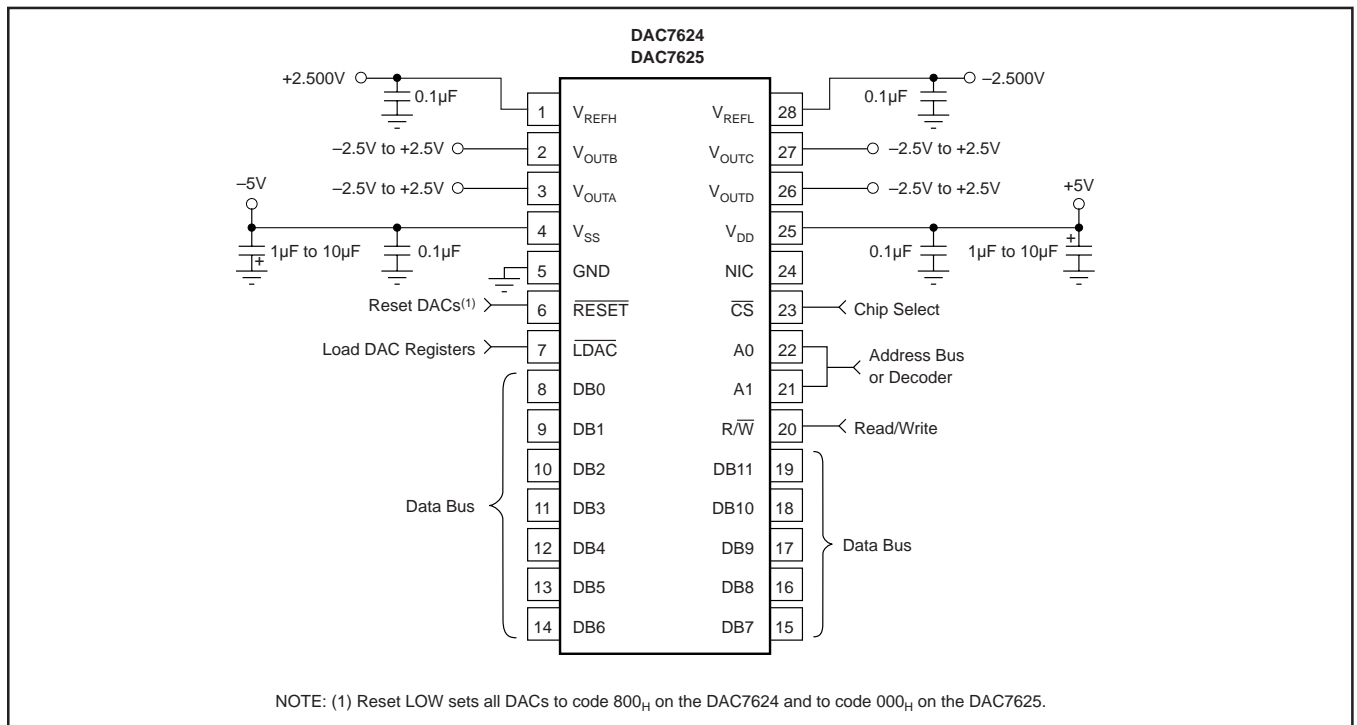 DAC7624
DAC7625
+2.500V
0.1µF
1 V_REFH
V_REFL 28
0.1µF
–2.500V
–2.5V to +2.5V
2 V_OUTB
V_OUTC 27
–2.5V to +2.5V
–5V
–2.5V to +2.5V
3 V_OUTA
V_OUTD 26
–2.5V to +2.5V
+5V
1µF to 10µF
+
0.1µF
4 V_SS
V_DD 25
0.1µF
1µF to 10µF
+
5 GND
NIC 24
Reset DACs(1)
6 R̅E̅S̅E̅T̅
C̅S̅ 23
Chip Select
Load DAC Registers
7 L̅D̅A̅C̅
A0 22
Address Bus
or Decoder
8 DB0
A1 21
9 DB1
R/W̅ 20
Read/Write
10 DB2
DB11 19
Data Bus
11 DB3
DB10 18
12 DB4
DB9 17
Data Bus
13 DB5
DB8 16
14 DB6
DB7 15
NOTE: (1) Reset LOW sets all DACs to code 800_H on the DAC7624 and to code 000_H on the DAC7625.